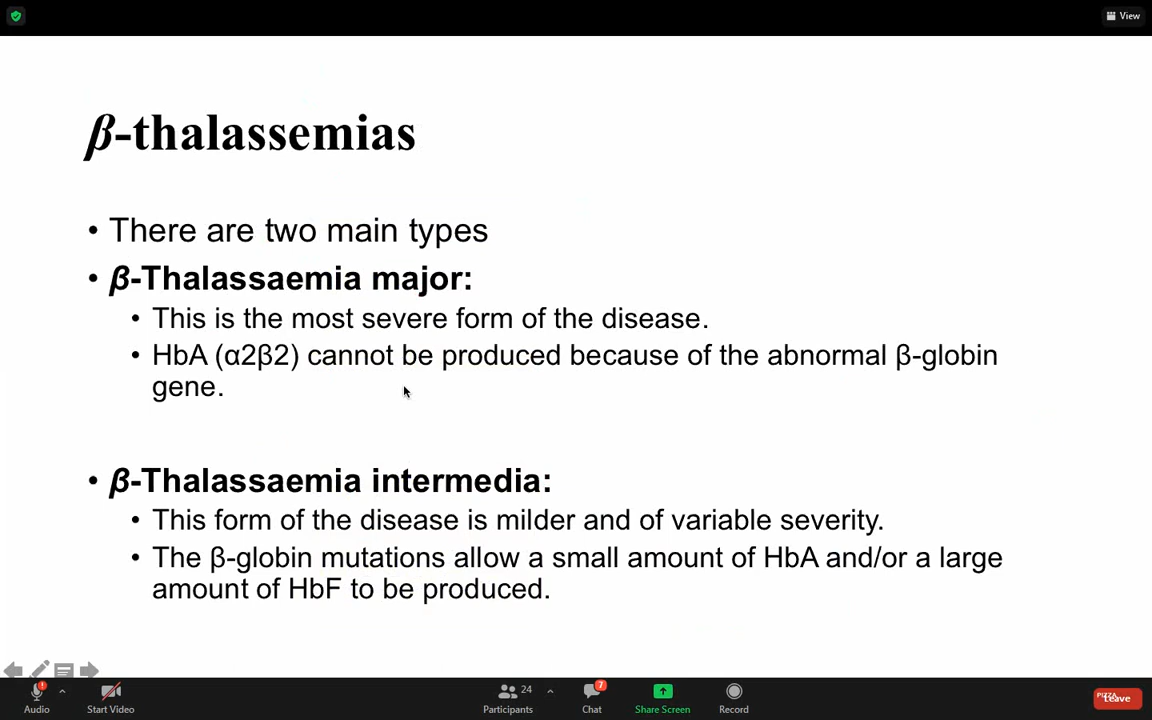 View
β-thalassemias
• There are two main types
• β-Thalassaemia major:
• This is the most severe form of the disease.
• HbA (α2β2) cannot be produced because of the abnormal β-globin
gene.
• β-Thalassaemia intermedia:
• This form of the disease is milder and of variable severity.
• The β-globin mutations allow a small amount of HbA and/or a large
amount of HbF to be produced.
24
7
PIZZA
Leave
Audio
Start Video
Participants
Chat
Share Screen
Record